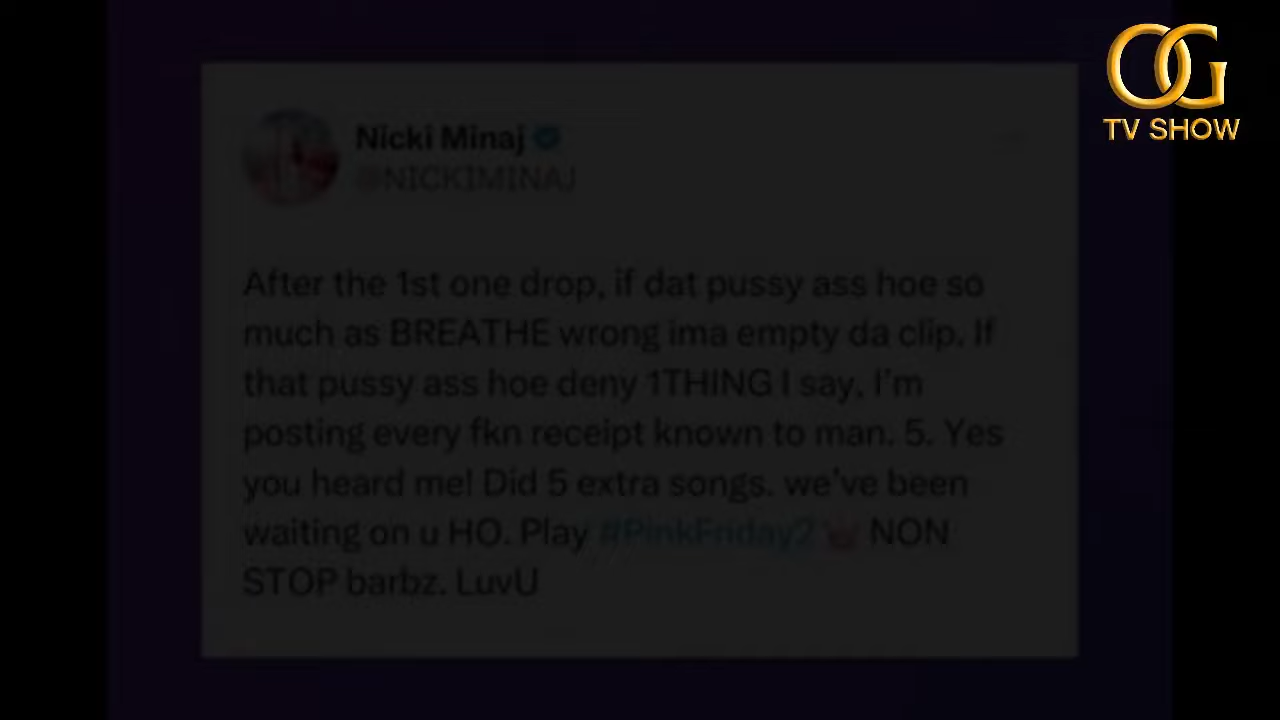 OG
TV SHOW
Nicki Minaj
@NICKIMINAJ
After the 1st one drop, if dat pussy ass hoe so
much as BREATHE wrong ima empty da clip. If
that pussy ass hoe deny 1THING I say, I'm
posting every fkn receipt known to man. 5. Yes
you heard me! Did 5 extra songs. we've been
waiting on u HO. Play #PinkFriday2 NON
STOP barbz. LuvU